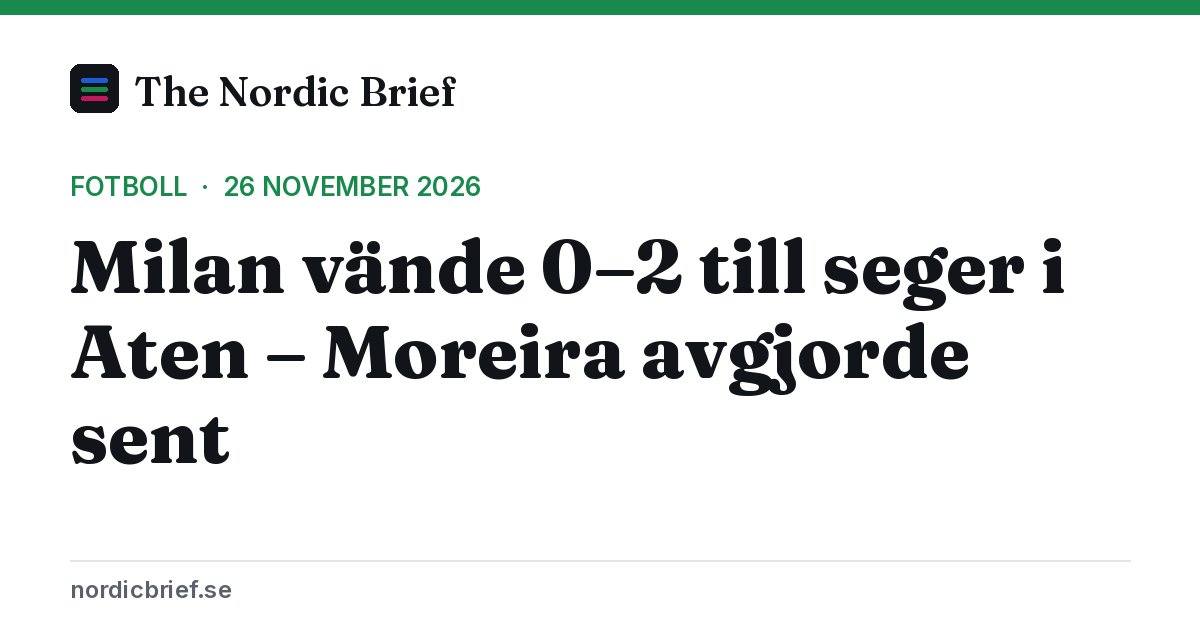 The Nordic Brief
FOTBOLL · 26 NOVEMBER 2026
Milan vände 0–2 till seger i
Aten – Moreira avgjorde
sent
nordicbrief.se